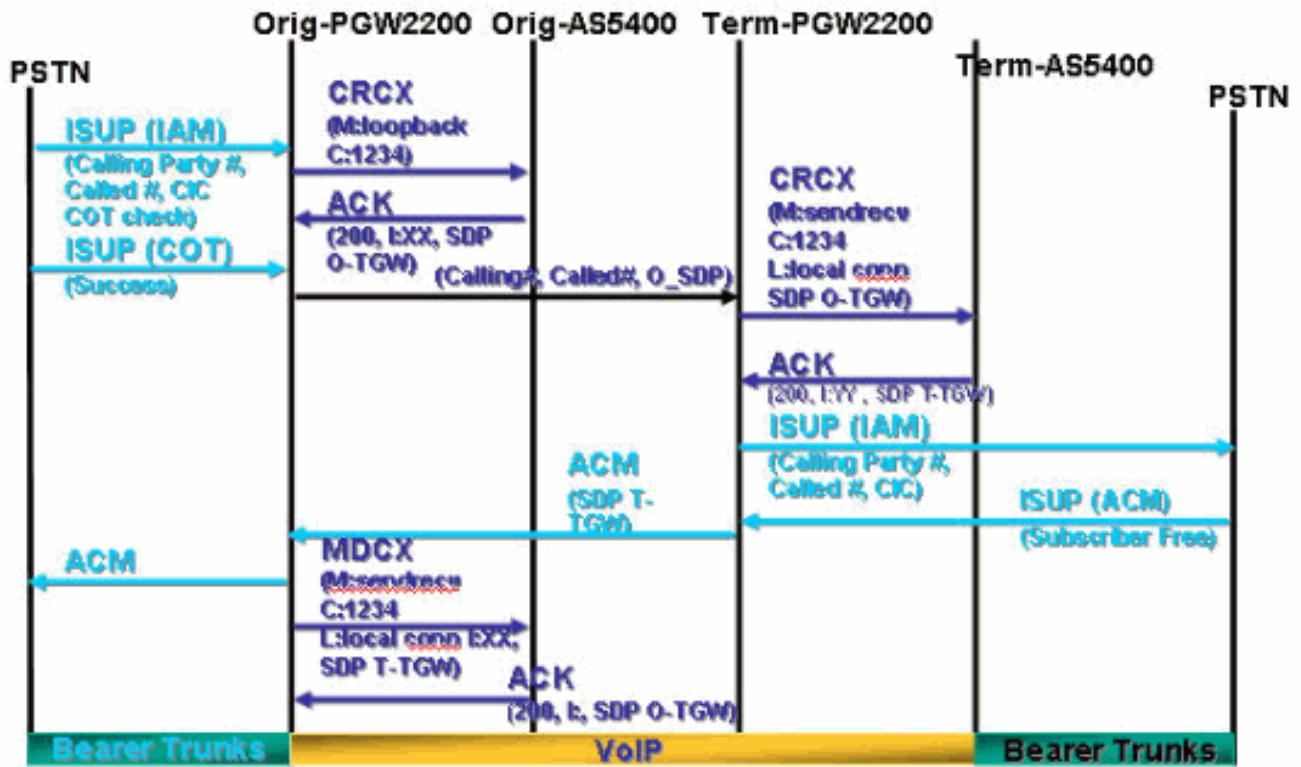 Orig-PGW2200 Orig-AS5400 Term-PGW2200
Term-AS5400
PSTN
PSTN
ISUP (IAM)
(Calling Party #,
Called #, CIC
COT check)
ISUP (COT)
(Success)
CRCX
(M:loopback
C:1234)
ACK
(200, I:XX, SDP
O-TGW)
(Calling#, Called#, O_SDP)
CRCX
(M:sendrecv
C:1234
L:local conn
SDP O-TGW)
ACK
(200, I:YY , SDP T-TGW)
ISUP (IAM)
(Calling Party #,
Called #, CIC)
ISUP (ACM)
(Subscriber Free)
ACM
(SDP T-
TGW)
ACM
MDCX
(M:sendrecv
C:1234
L:local conn I:XX,
SDP T-TGW)
ACK
(200, I:, SDP O-TGW)
Bearer Trunks
VoIP
Bearer Trunks